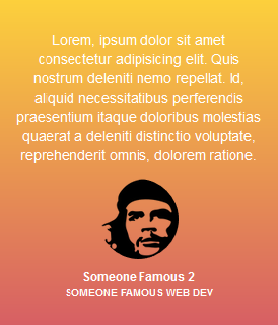 Lorem, ipsum dolor sit amet
consectetur adipisicing elit. Quis
nostrum deleniti nemo repellat. Id,
aliquid necessitatibus perferendis
praesentium itaque doloribus molestias
quaerat a deleniti distinctio voluptate,
reprehenderit omnis, dolorem ratione.
Someone Famous 2
SOMEONE FAMOUS WEB DEV